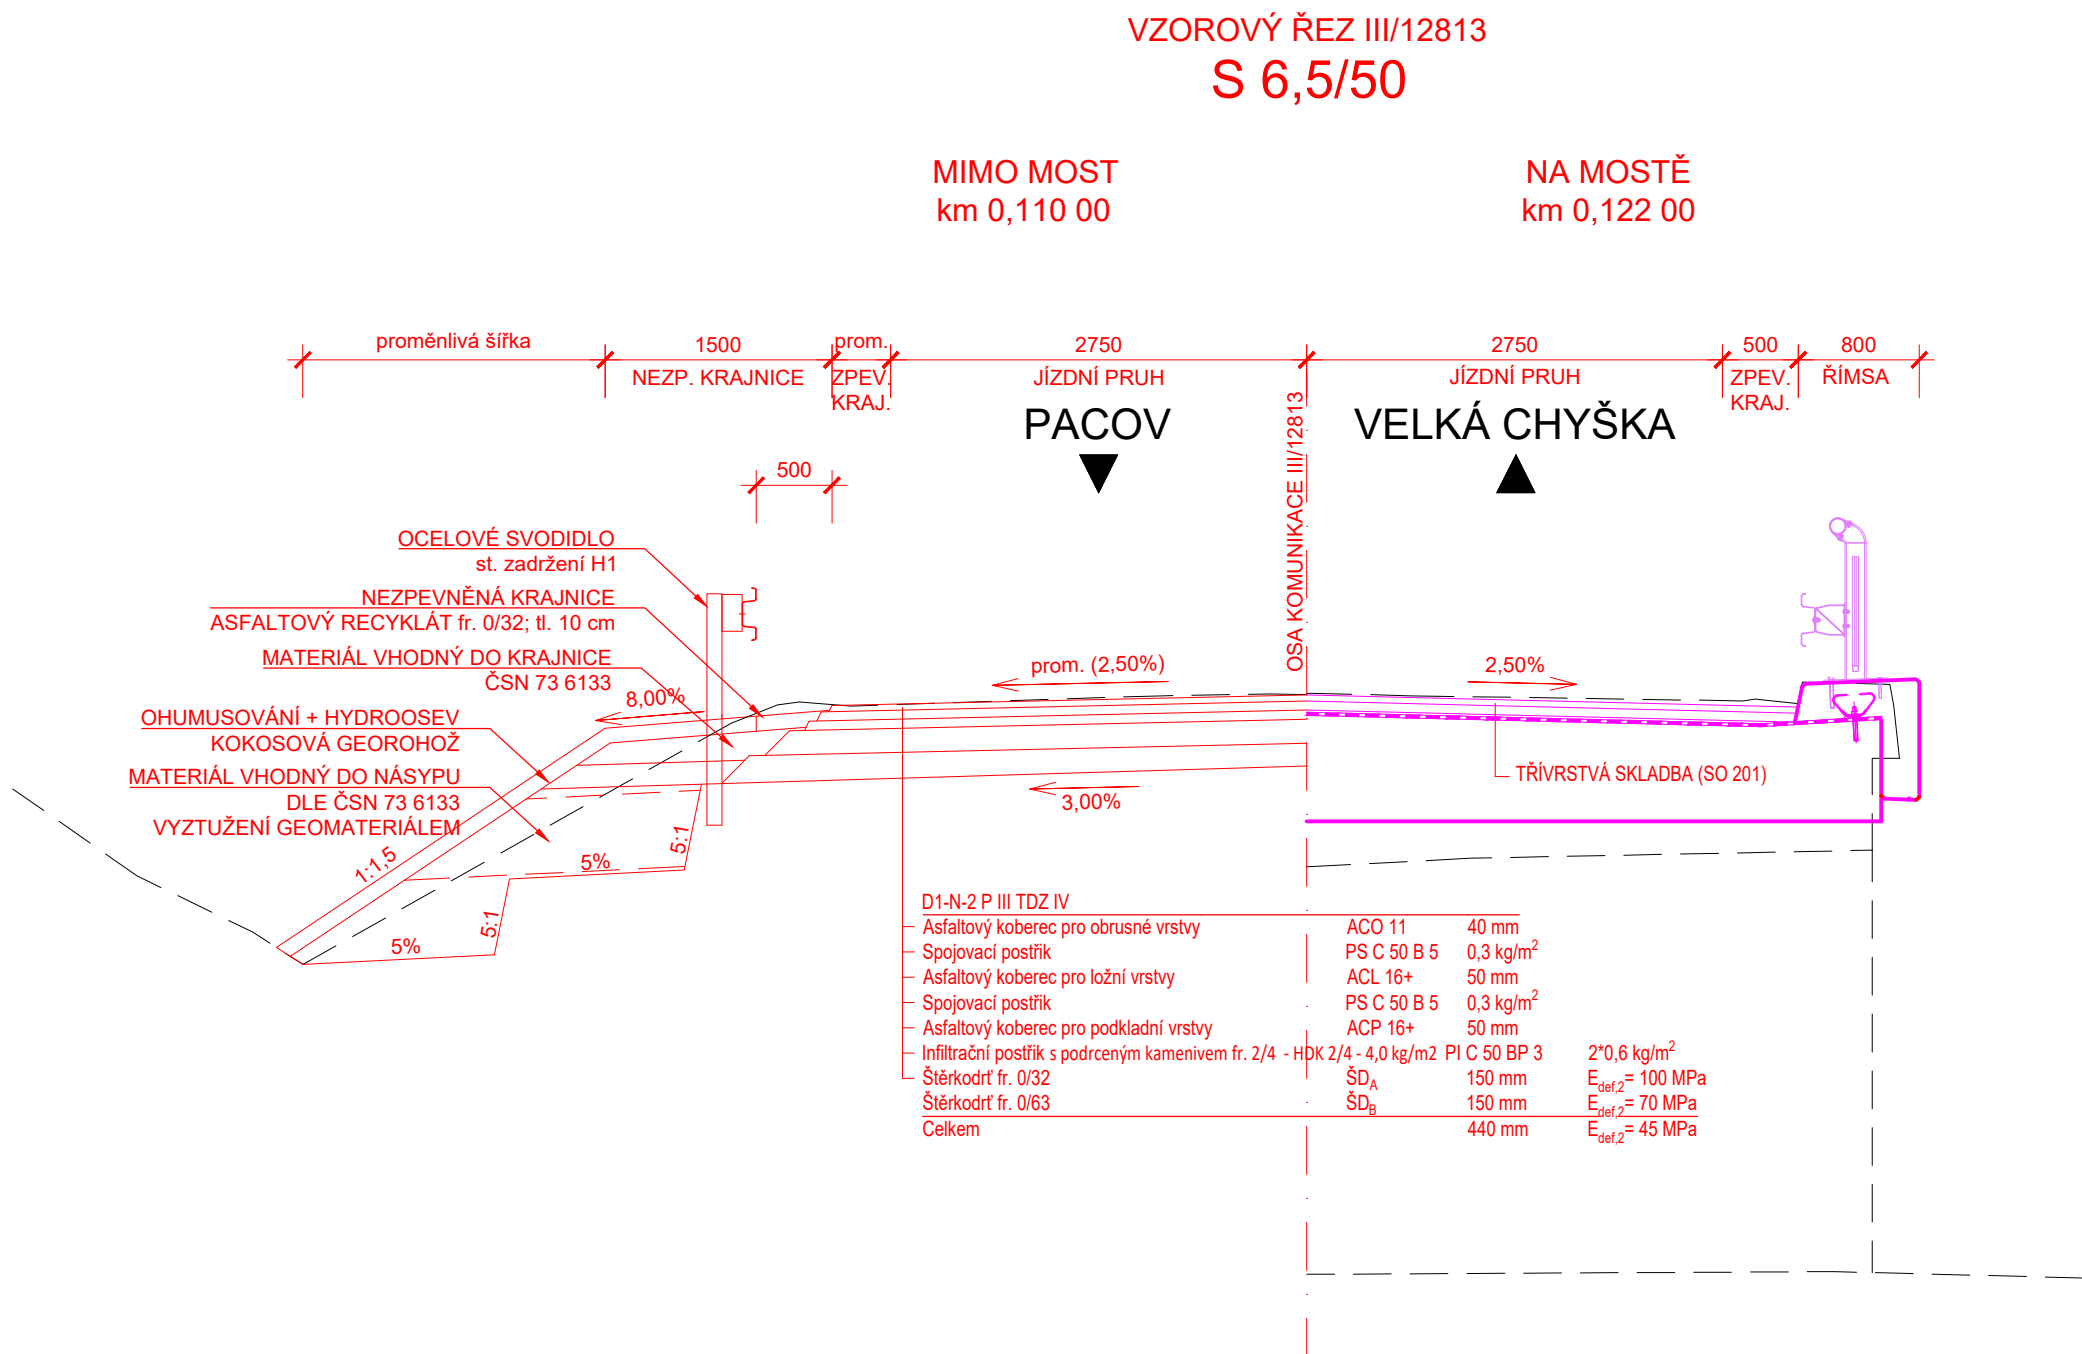 VZOROVÝ ŘEZ III/12813
S 6,5/50
MIMO MOST
km 0,110 00
NA MOSTĚ
km 0,122 00
proměnlivá šířka
1500
prom.
2750
2750
500
800
NEZP. KRAJNICE
ZPEV.
KRAJ.
JÍZDNÍ PRUH
JÍZDNÍ PRUH
ZPEV.
KRAJ.
ŘÍMSA
PACOV
VELKÁ CHYŠKA
OSA KOMUNIKACE III/12813
500
OCELOVÉ SVODIDLO
st. zadržení H1
NEZPEVNĚNÁ KRAJNICE
ASFALTOVÝ RECYKLÁT fr. 0/32; tl. 10 cm
MATERIÁL VHODNÝ DO KRAJNICE
ČSN 73 6133
8,00%
prom. (2,50%)
2,50%
OHUMUSOVÁNÍ + HYDROOSEV
KOKOSOVÁ GEOROHOŽ
MATERIÁL VHODNÝ DO NÁSYPU
DLE ČSN 73 6133
VYZTUŽENÍ GEOMATERIÁLEM
TŘÍVRSTVÁ SKLADBA (SO 201)
3,00%
1:1,5
5%
5:1
5%
5:1
D1-N-2 P III TDZ IV
Asfaltový koberec pro obrusné vrstvy ACO 11 40 mm
Spojovací postřik PS C 50 B 5 0,3 kg/m²
Asfaltový koberec pro ložní vrstvy ACL 16+ 50 mm
Spojovací postřik PS C 50 B 5 0,3 kg/m²
Asfaltový koberec pro podkladní vrstvy ACP 16+ 50 mm
Infiltrační postřik s podrceným kamenivem fr. 2/4 - HDK 2/4 - 4,0 kg/m2 PI C 50 BP 3 2*0,6 kg/m²
Štěrkodrť fr. 0/32 ŠDA 150 mm Edef,2= 100 MPa
Štěrkodrť fr. 0/63 ŠDB 150 mm Edef,2= 70 MPa
Celkem 440 mm Edef,2= 45 MPa